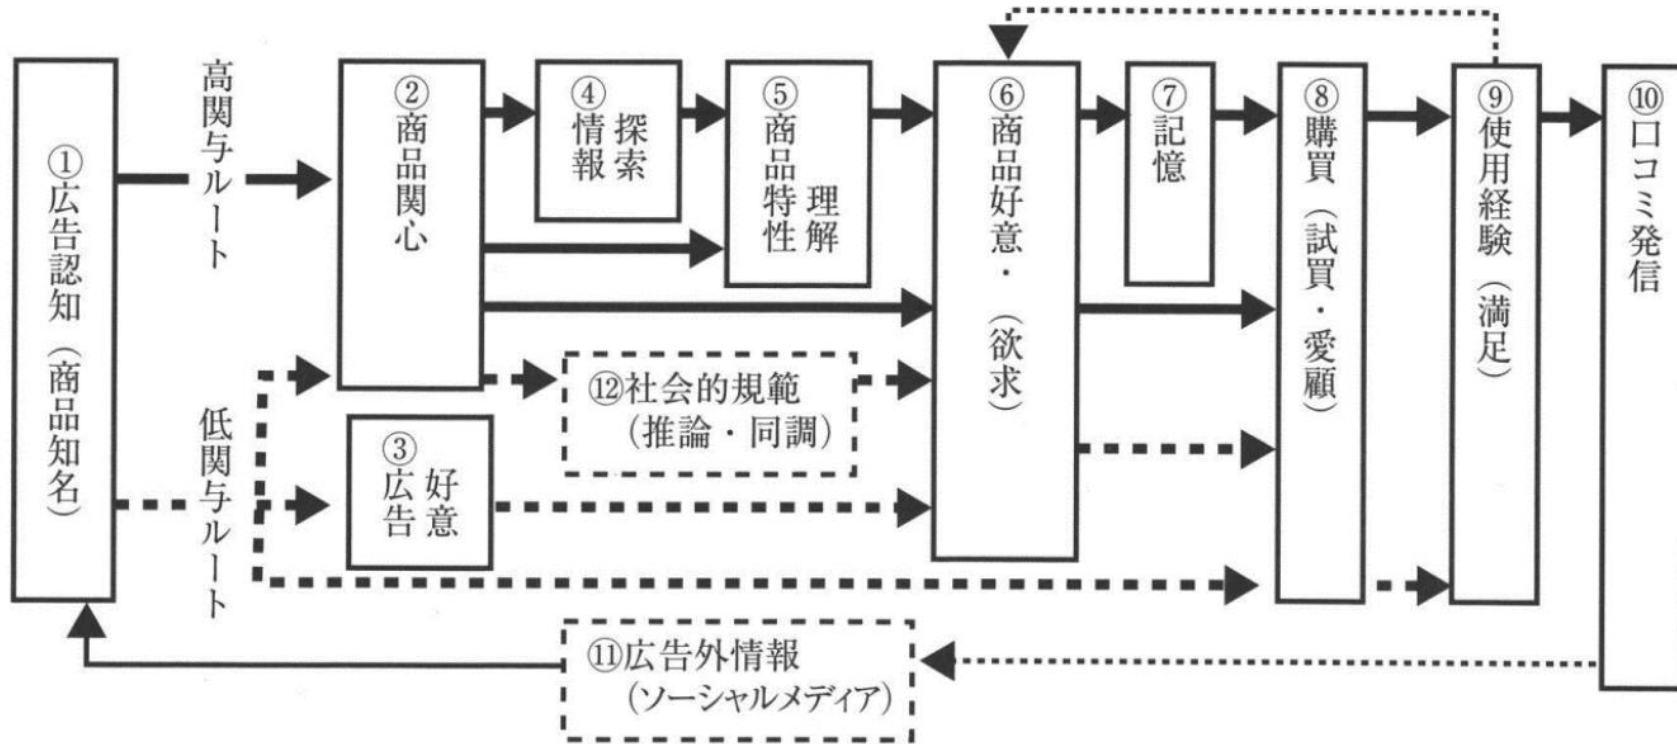 ①広告認知（商品知名）
高関与ルート
低関与ルート
②商品関心
③広告
好意
④情報
探索
⑤商品特性
理解
⑥商品好意・（欲求）
⑦記憶
⑧購買（試買・愛顧）
⑨使用経験（満足）
⑩口コミ発信
⑫社会的規範
（推論・同調）
⑪広告外情報
（ソーシャルメディア）